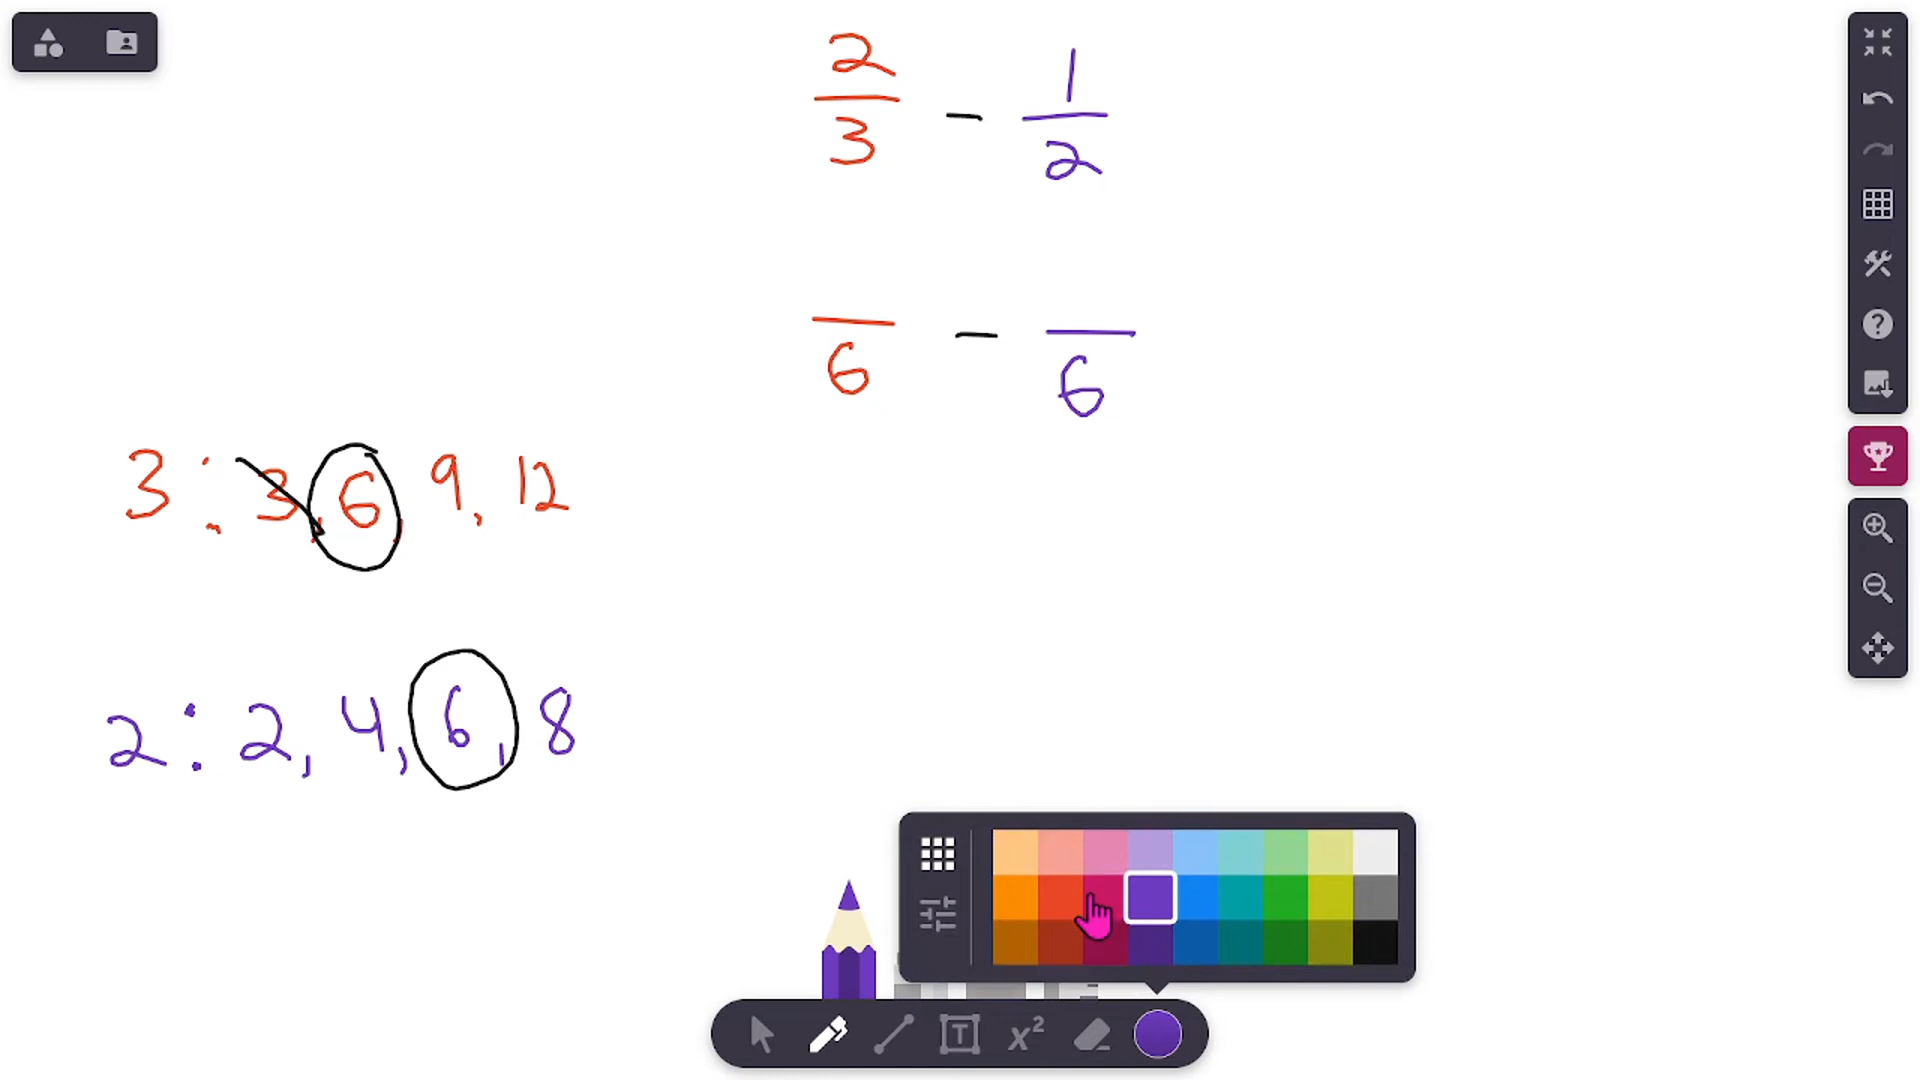 2/3 - 1/2
/6 - /6
3 : 3, 6, 9, 12
2 : 2, 4, 6, 8
T x²